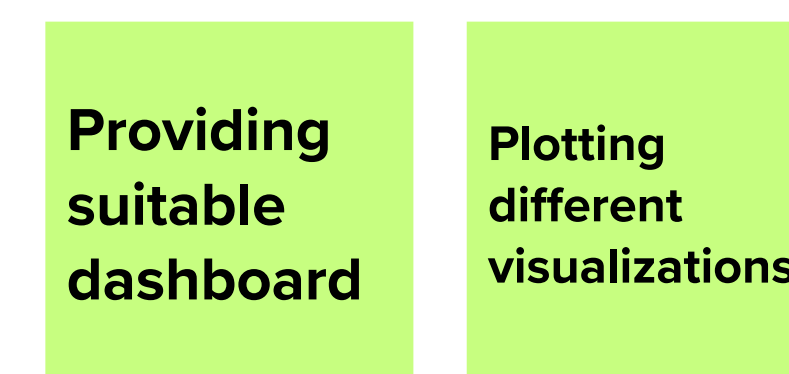 Providing
suitable
dashboard
Plotting
different
visualizations